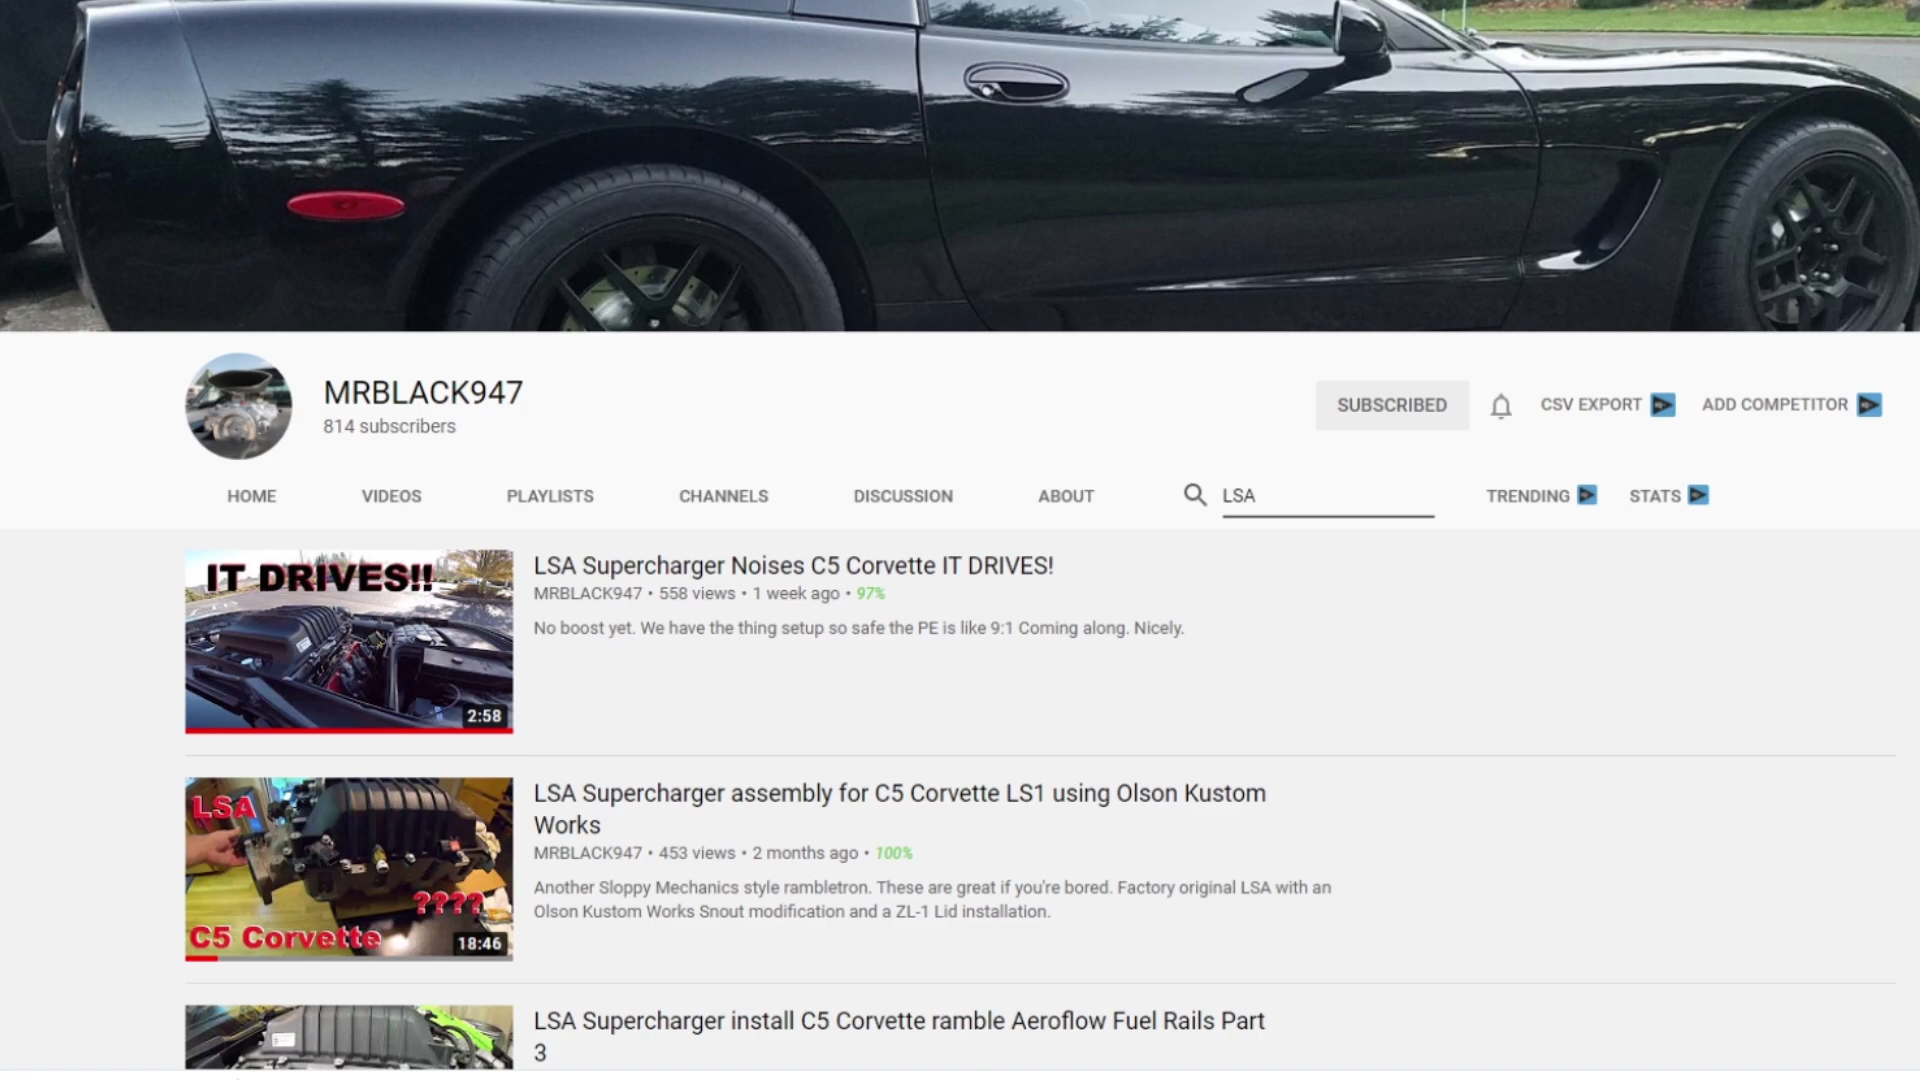 MRBLACK947
814 subscribers
SUBSCRIBED
CSV EXPORT
ADD COMPETITOR
HOME
VIDEOS
PLAYLISTS
CHANNELS
DISCUSSION
ABOUT
LSA
TRENDING
STATS
IT DRIVES!!
2:58
LSA Supercharger Noises C5 Corvette IT DRIVES!
MRBLACK947 • 558 views • 1 week ago • 97%
No boost yet. We have the thing setup so safe the PE is like 9:1 Coming along. Nicely.
LSA
????
C5 Corvette
18:46
LSA Supercharger assembly for C5 Corvette LS1 using Olson Kustom
Works
MRBLACK947 • 453 views • 2 months ago • 100%
Another Sloppy Mechanics style rambletron. These are great if you're bored. Factory original LSA with an
Olson Kustom Works Snout modification and a ZL-1 Lid installation.
LSA Supercharger install C5 Corvette ramble Aeroflow Fuel Rails Part
3